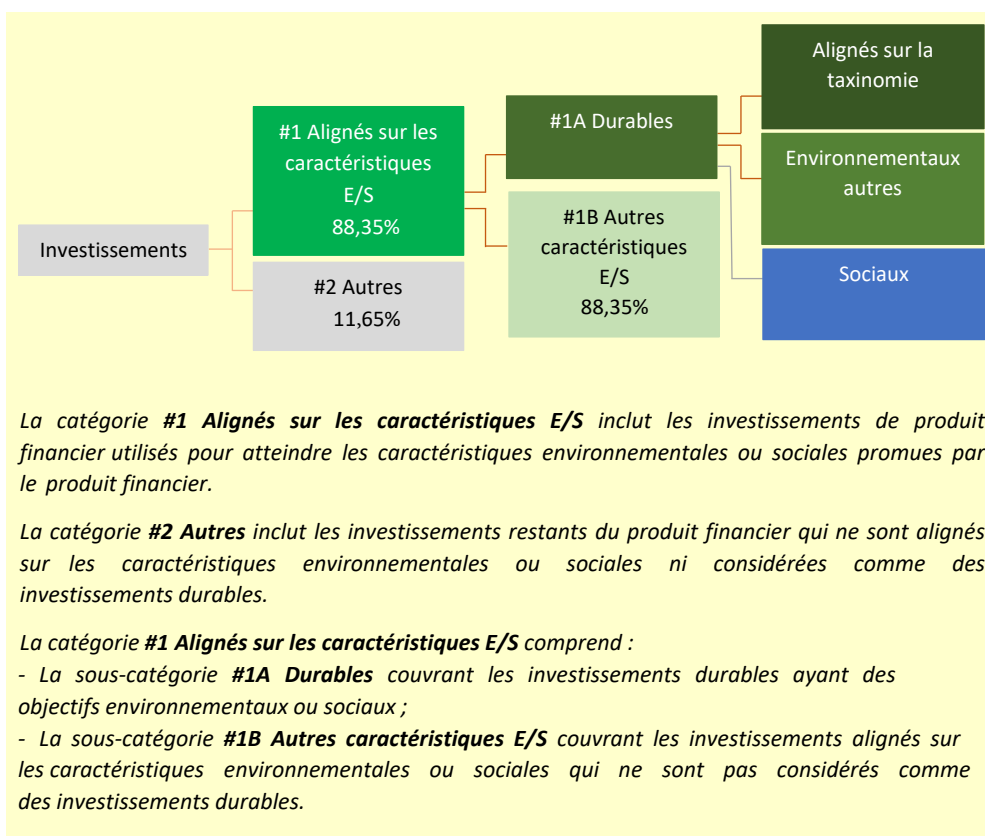 Investissements
#1 Alignés sur les
caractéristiques
E/S
88,35%
#2 Autres
11,65%
#1A Durables
#1B Autres
caractéristiques
E/S
88,35%
Alignés sur la
taxinomie
Environnementaux
autres
Sociaux
La catégorie #1 Alignés sur les caractéristiques E/S inclut les investissements de produit
financier utilisés pour atteindre les caractéristiques environnementales ou sociales promues par
le produit financier.
La catégorie #2 Autres inclut les investissements restants du produit financier qui ne sont alignés
sur les caractéristiques environnementales ou sociales ni considérées comme des
investissements durables.
La catégorie #1 Alignés sur les caractéristiques E/S comprend :
- La sous-catégorie #1A Durables couvrant les investissements durables ayant des
objectifs environnementaux ou sociaux ;
- La sous-catégorie #1B Autres caractéristiques E/S couvrant les investissements alignés sur
les caractéristiques environnementales ou sociales qui ne sont pas considérés comme
des investissements durables.